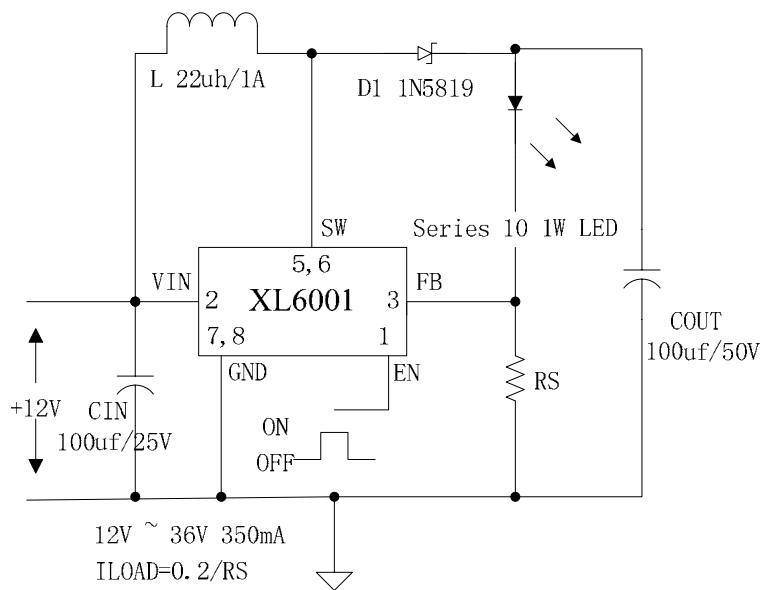 L 22uh/1A
D1 1N5819
SW
Series 10 1W LED
5,6
VIN
2
XL6001
3
FB
7,8
1
GND
EN
COUT
100uf/50V
RS
+12V
CIN
100uf/25V
ON
OFF
12V ~ 36V 350mA
ILOAD=0.2/RS